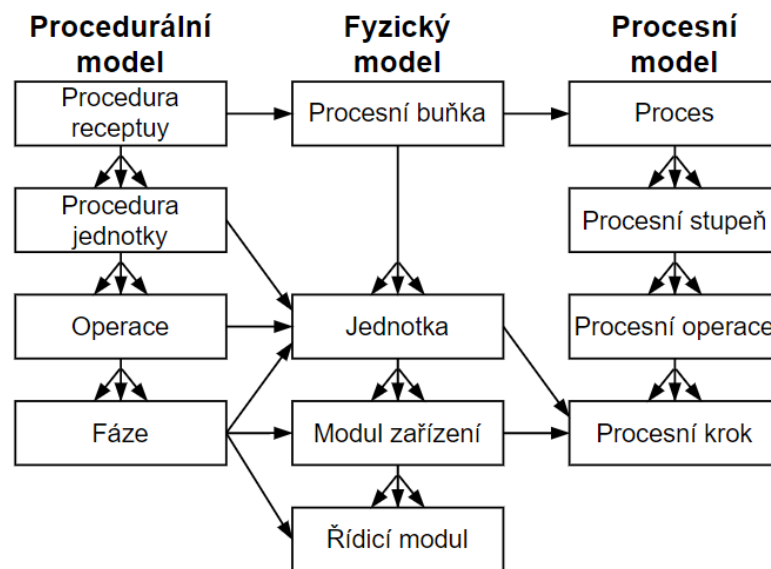 Procedurální
model
Fyzický
model
Procesní
model
Procedura
receptuy
Procesní buňka
Proces
Procedura
jednotky
Procesní stupeň
Operace
Jednotka
Procesní operace
Fáze
Modul zařízení
Procesní krok
Řídicí modul